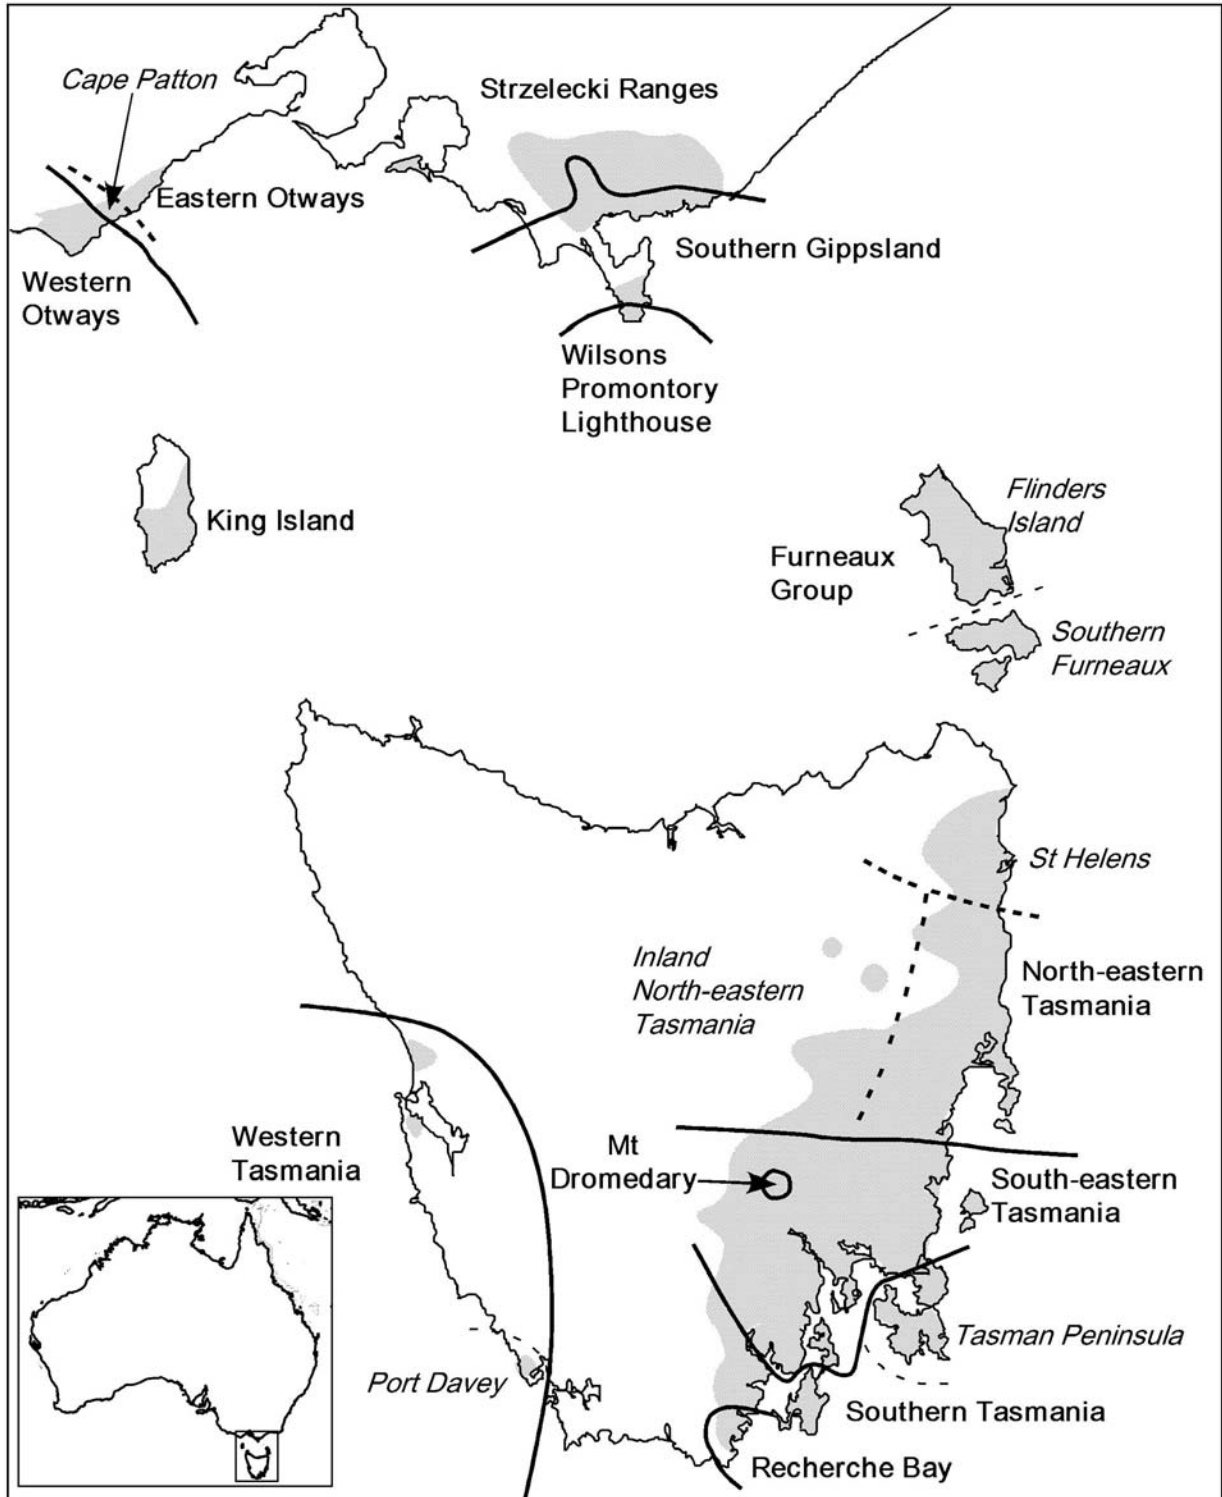 Cape Patton
Strzelecki Ranges
Eastern Otways
Southern Gippsland
Western
Otways
Wilsons
Promontory
Lighthouse
King Island
Flinders
Island
Furneaux
Group
Southern
Furneaux
St Helens
Inland
North-eastern
Tasmania
North-eastern
Tasmania
Western
Tasmania
Mt
Dromedary
South-eastern
Tasmania
Tasman Peninsula
Port Davey
Southern Tasmania
Recherche Bay